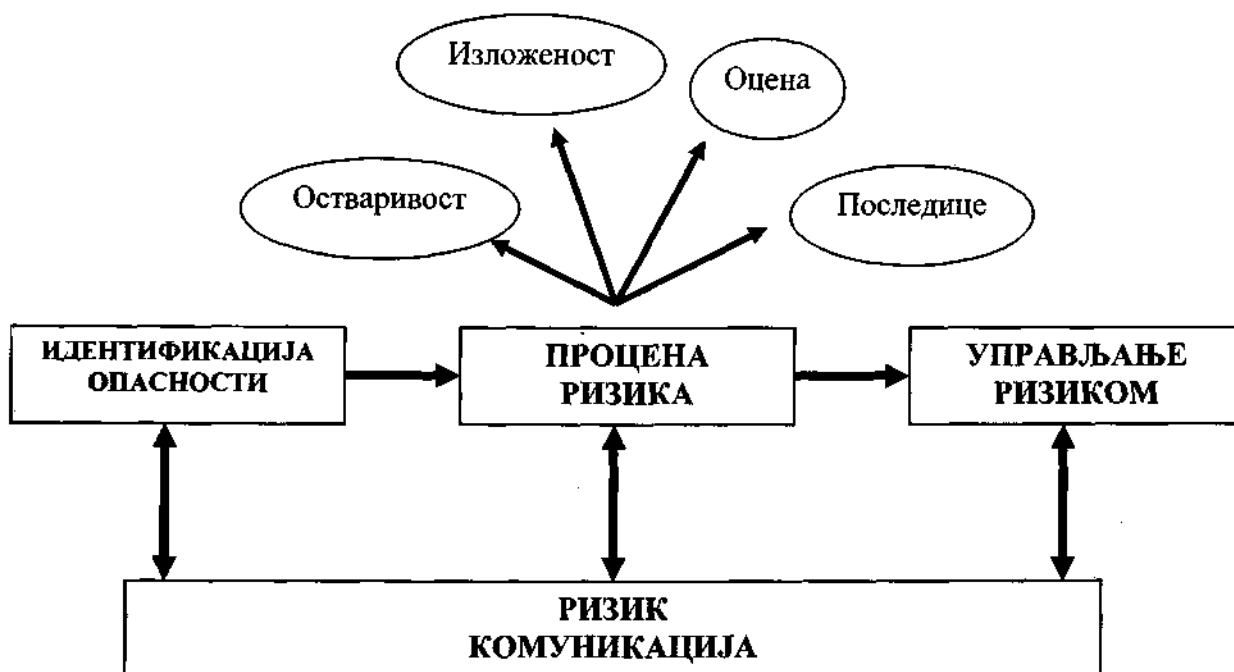 Изложеност
Оцена
Остваривост
Последице
ИДЕНТИФИКАЦИЈА
ОПАСНОСТИ
ПРОЦЕНА
РИЗИКА
УПРАВЉАЊЕ
РИЗИКОМ
РИЗИК
КОМУНИКАЦИЈА